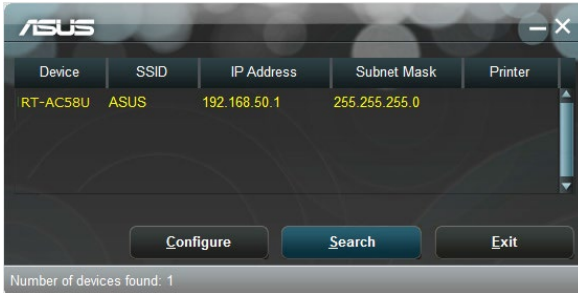 ASUS
Device SSID IP Address Subnet Mask Printer
RT-AC58U ASUS 192.168.50.1 255.255.255.0
Configure Search Exit
Number of devices found: 1